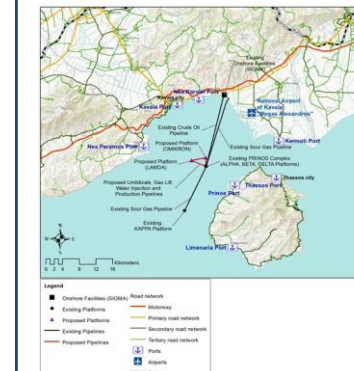 Existing
Onshore Facilities
(SIGMA)
Nea Karvali Port
Kavala city
Kavala Port
National Airport
of Kavala
"Megas Alexandros"
Existing Crude Oil
Pipeline
Existing Sour Gas Pipeline
Keramoti Port
Nea Peramos Port
Proposed Platform
(OMIKRON)
Proposed Platform
(LAMDA)
Existing PRINOS Complex
(ALPHA, BETA, DELTA Platforms)
Proposed Umbilicals, Gas Lift,
Water Injection and
Production Pipelines
Thassos city
Thassos Port
Prinos Port
Existing Sour Gas Pipeline
Existing
KAPPA Platform
Limenaria Port
N
W
E
S
0 2 4 8 12 16
Kilometers
Legend
Onshore Facilities (SIGMA)
Existing Platforms
Proposed Platforms
Existing Pipelines
Proposed Pipelines
Road network
Motorway
Primary road network
Secondary road network
Tertiary road network
Ports
Airports